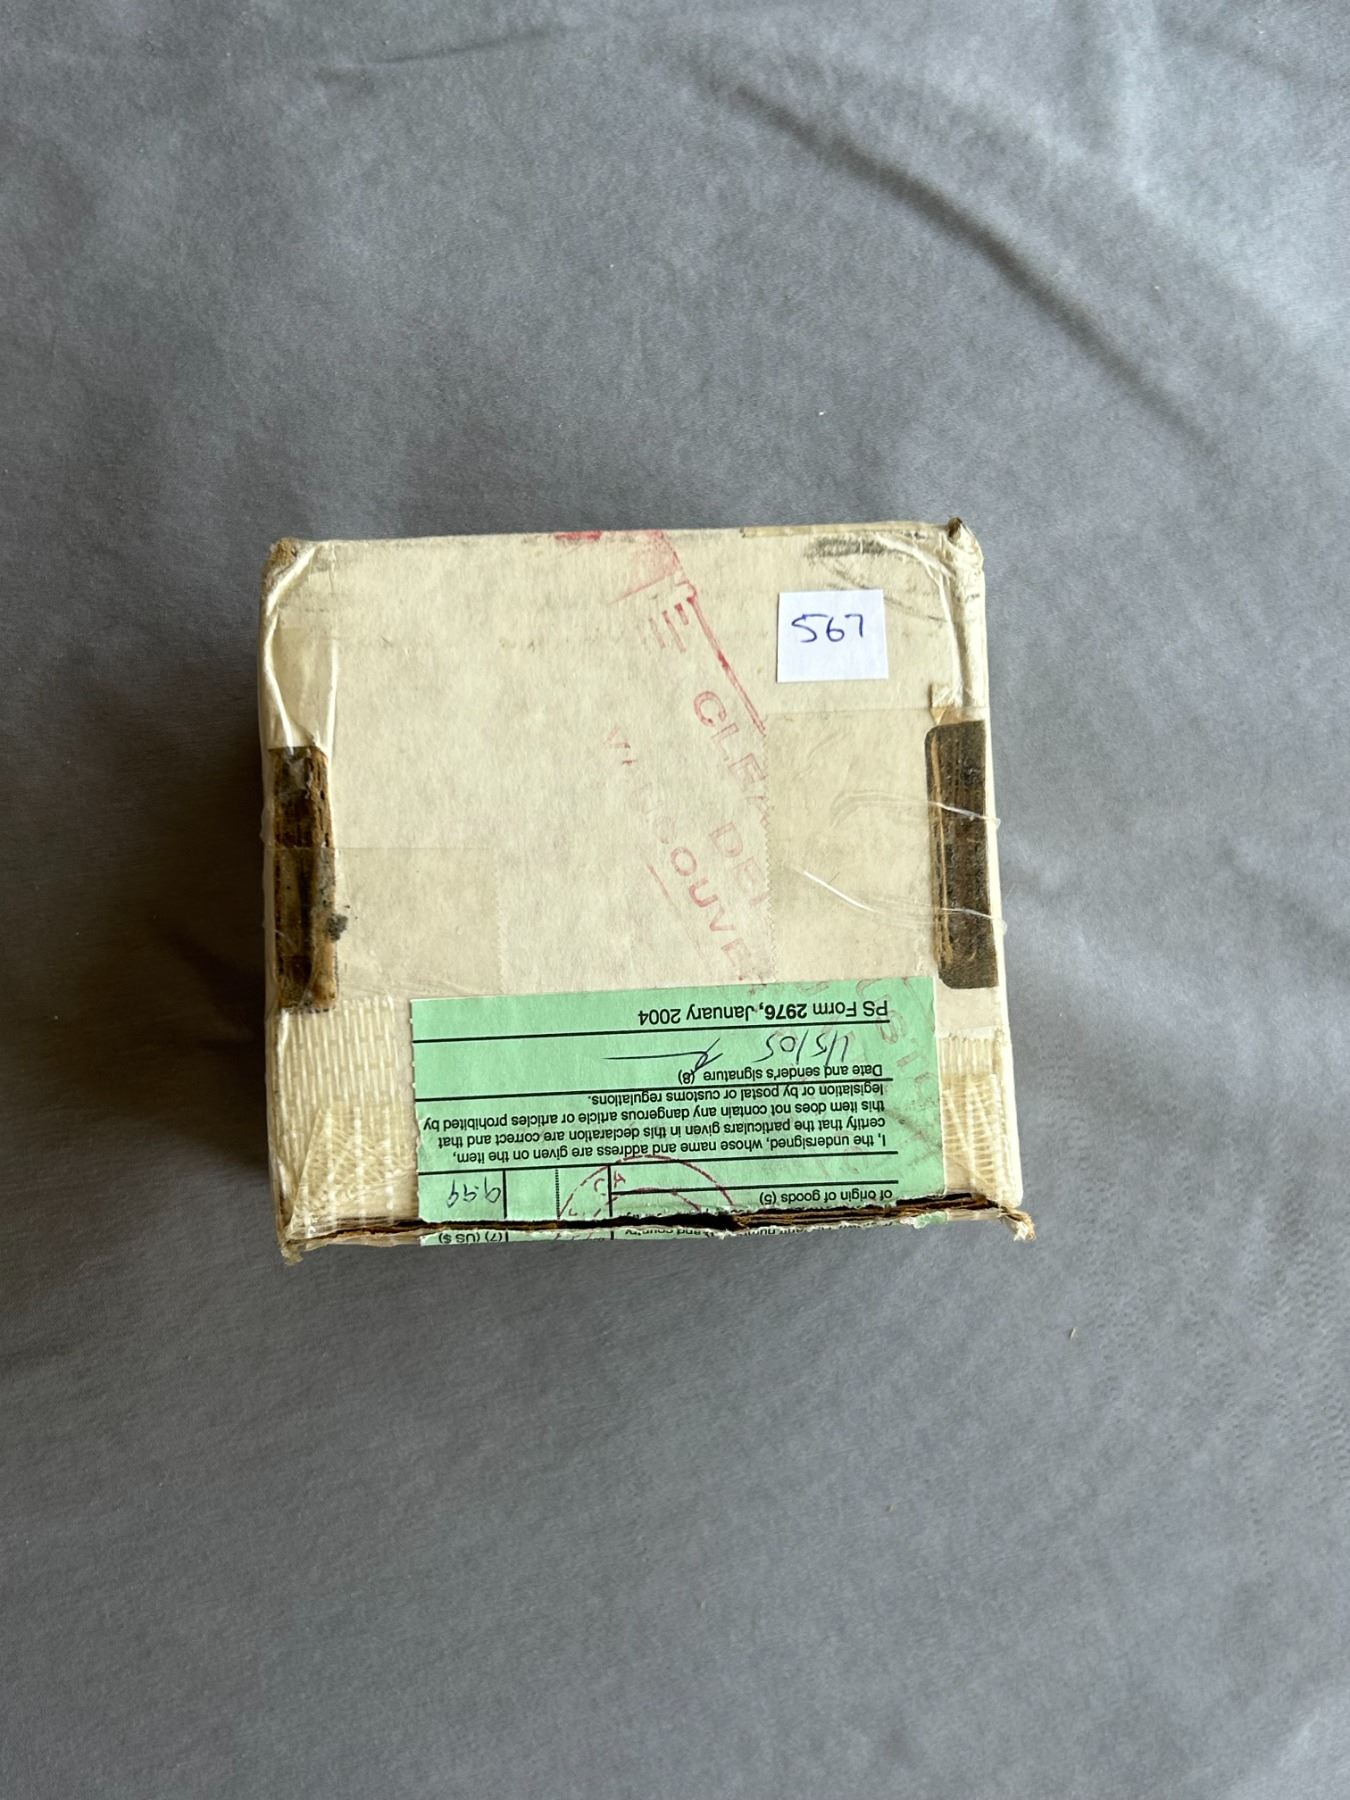 567
CLEA
DE
VANCOUVE
PS Form 2976, January 2004
1/5/05
Date and sender's signature (8)
legislation or by postal or customs regulations.
this item does not contain any dangerous article or articles prohibited by
certify that the particulars given in this declaration are correct and that
I, the undersigned, whose name and address are given on the item,
9.99
of origin of goods (5)
(7) (US $)